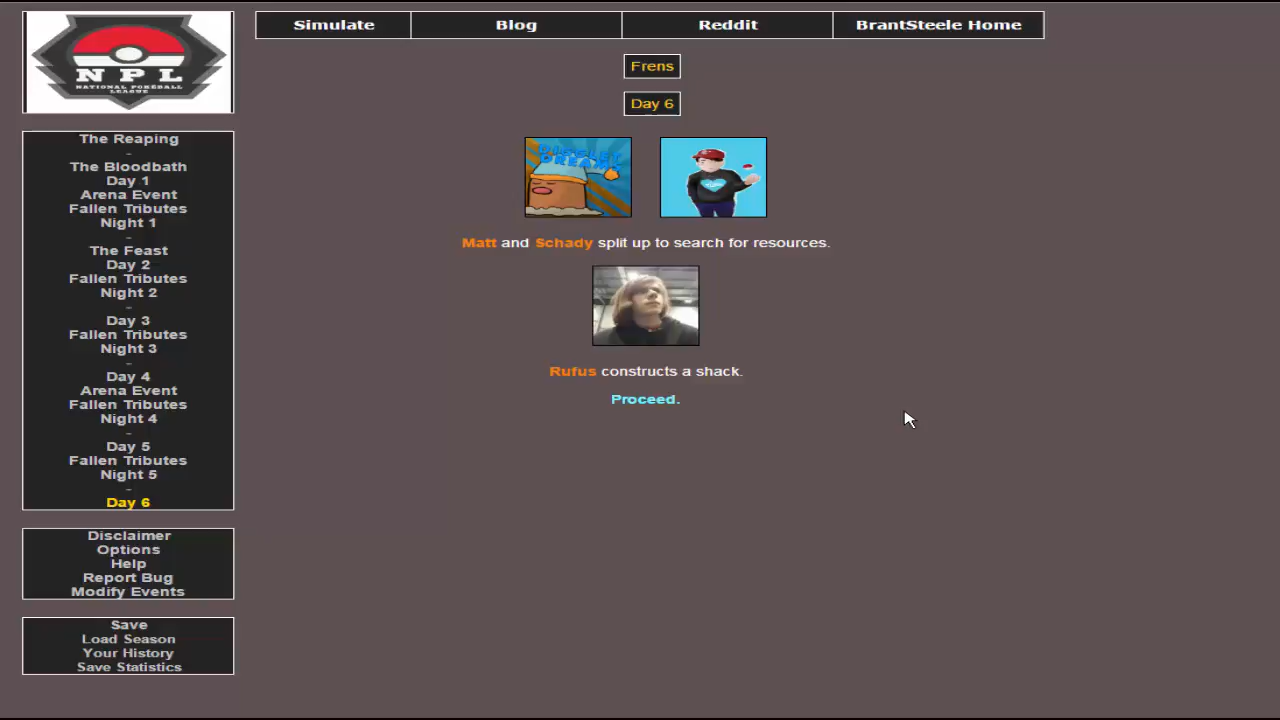 NPL
NATIONAL POKÉBALL
LEAGUE
Simulate
Blog
Reddit
BrantSteele Home
The Reaping
-
The Bloodbath
Day 1
Arena Event
Fallen Tributes
Night 1
-
The Feast
Day 2
Fallen Tributes
Night 2
-
Day 3
Fallen Tributes
Night 3
-
Day 4
Arena Event
Fallen Tributes
Night 4
-
Day 5
Fallen Tributes
Night 5
-
Day 6
Disclaimer
Options
Help
Report Bug
Modify Events
Save
Load Season
Your History
Save Statistics
Frens
Day 6
DIGGLET
DREAMS
Matt and Schady split up to search for resources.
Rufus constructs a shack.
Proceed.